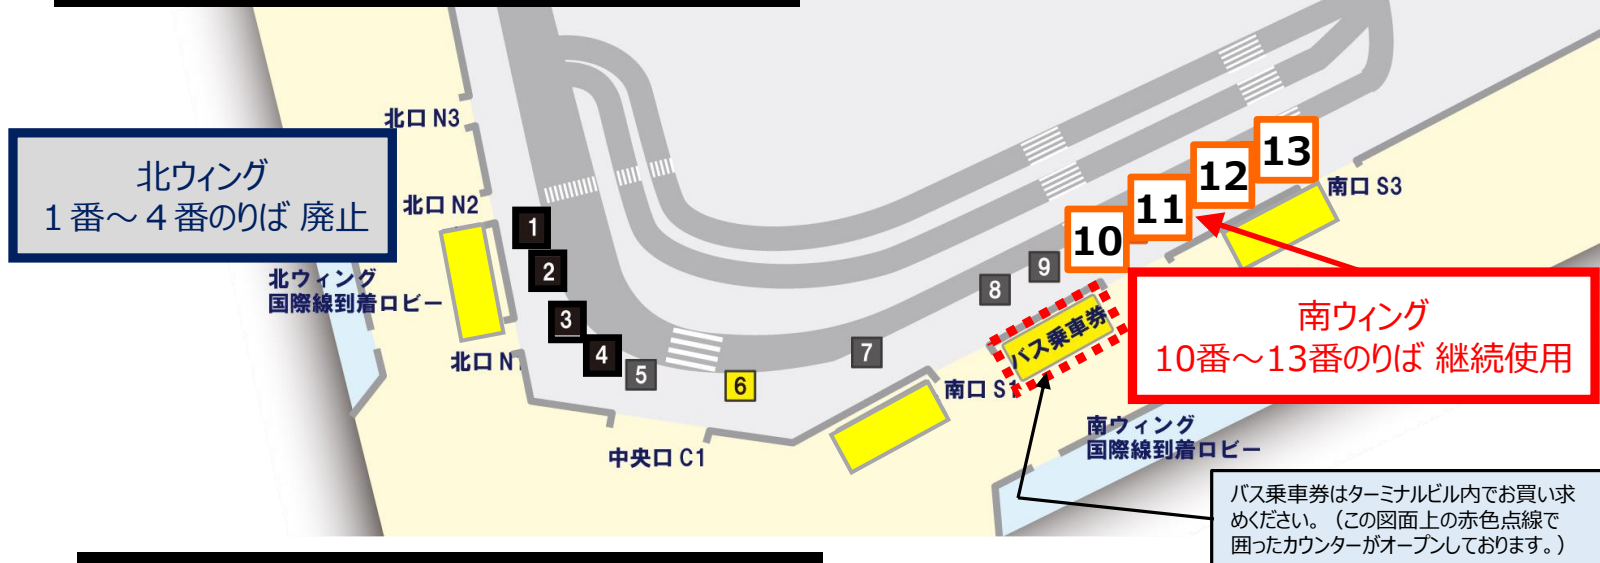 北口 N3
北ウィング
１番～４番のりば 廃止
北口 N2
北ウィング
国際線到着ロビー
北口 N1
1
2
3
4
5
6
7
8
9
10
11
12
13
南口 S3
南ウィング
10番～13番のりば 継続使用
バス乗車券
南口 S1
中央口 C1
南ウィング
国際線到着ロビー
バス乗車券はターミナルビル内でお買い求
めください。（この図面上の赤色点線で
囲ったカウンターがオープンしております。）